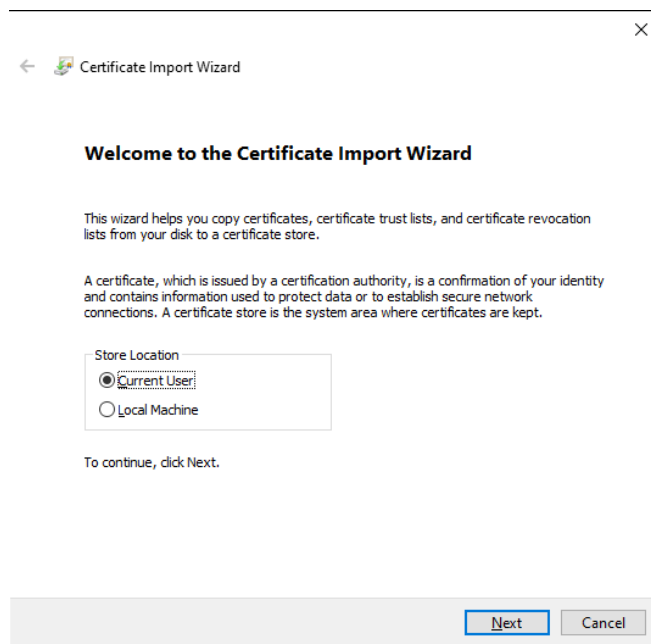 Certificate Import Wizard
Welcome to the Certificate Import Wizard
This wizard helps you copy certificates, certificate trust lists, and certificate revocation
lists from your disk to a certificate store.
A certificate, which is issued by a certification authority, is a confirmation of your identity
and contains information used to protect data or to establish secure network
connections. A certificate store is the system area where certificates are kept.
Store Location
Current User
Local Machine
To continue, click Next.
Next Cancel